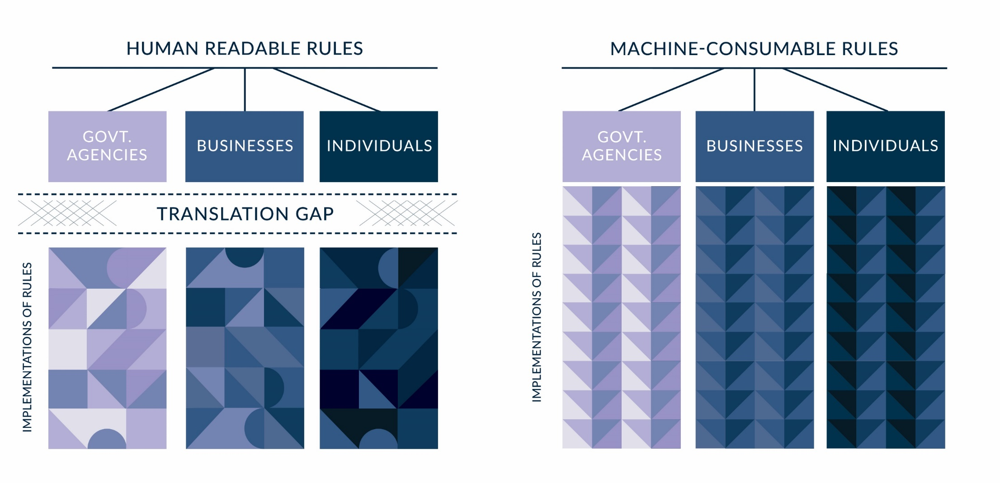 HUMAN READABLE RULES
GOVT.
AGENCIES
BUSINESSES
INDIVIDUALS
TRANSLATION GAP
IMPLEMENTATIONS OF RULES
MACHINE-CONSUMABLE RULES
GOVT.
AGENCIES
BUSINESSES
INDIVIDUALS
IMPLEMENTATIONS OF RULES